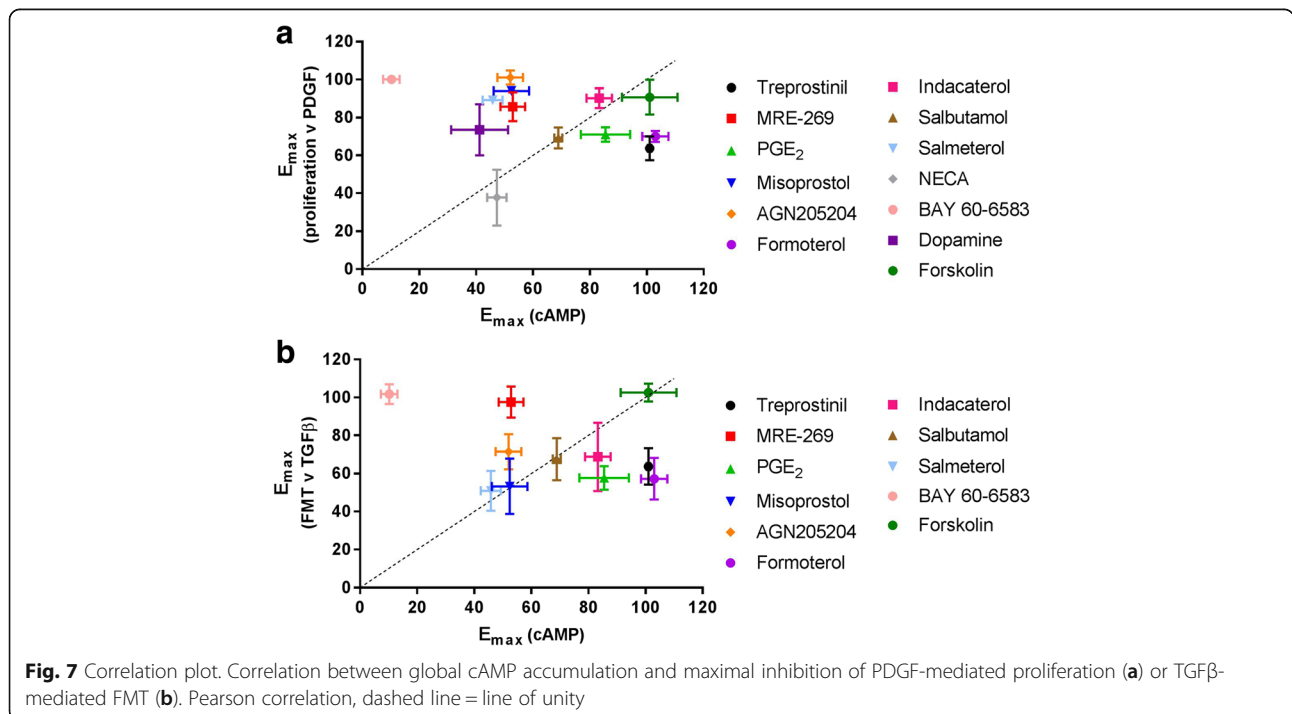 a
120
100
80
60
40
20
0
Emax
(proliferation v PDGF)
0 20 40 60 80 100 120
Emax (cAMP)
Treprostinil
MRE-269
PGE2
Misoprostol
AGN205204
Formoterol
Indacaterol
Salbutamol
Salmeterol
NECA
BAY 60-6583
Dopamine
Forskolin
b
120
100
80
60
40
20
0
Emax
(FMT v TGFβ)
0 20 40 60 80 100 120
Emax (cAMP)
Treprostinil
MRE-269
PGE2
Misoprostol
AGN205204
Formoterol
Indacaterol
Salbutamol
Salmeterol
BAY 60-6583
Forskolin
Fig. 7 Correlation plot. Correlation between global cAMP accumulation and maximal inhibition of PDGF-mediated proliferation (a) or TGFβ-
mediated FMT (b). Pearson correlation, dashed line = line of unity